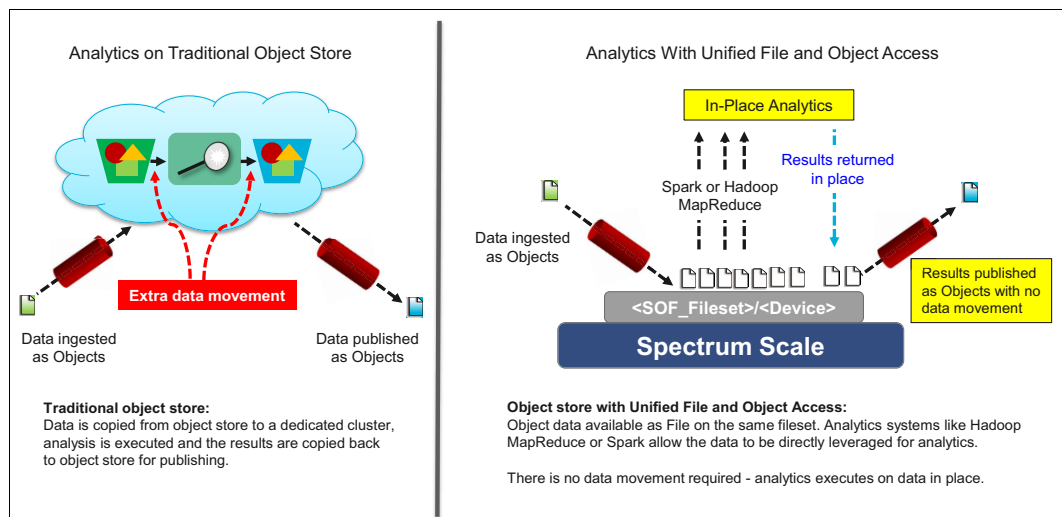 Analytics on Traditional Object Store
Extra data movement
Data ingested
as Objects
Data published
as Objects
Traditional object store:
Data is copied from object store to a dedicated cluster,
analysis is executed and the results are copied back
to object store for publishing.
Analytics With Unified File and Object Access
In-Place Analytics
Results returned
in place
Spark or Hadoop
MapReduce
Data ingested
as Objects
Results published
as Objects with no
data movement
<SOF_Fileset>/<Device>
Spectrum Scale
Object store with Unified File and Object Access:
Object data available as File on the same fileset. Analytics systems like Hadoop
MapReduce or Spark allow the data to be directly leveraged for analytics.
There is no data movement required - analytics executes on data in place.